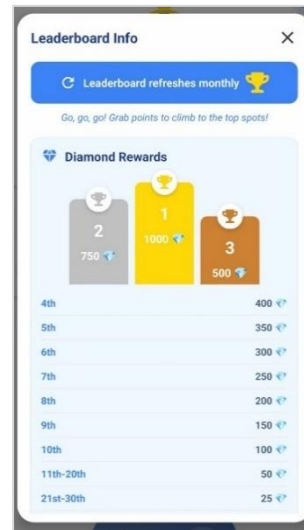 Leaderboard Info
Leaderboard refreshes monthly
Go, go, go! Grab points to climb to the top spots!
Diamond Rewards
1
1000
2
750
3
500
4th 400
5th 350
6th 300
7th 250
8th 200
9th 150
10th 100
11th-20th 50
21st-30th 25